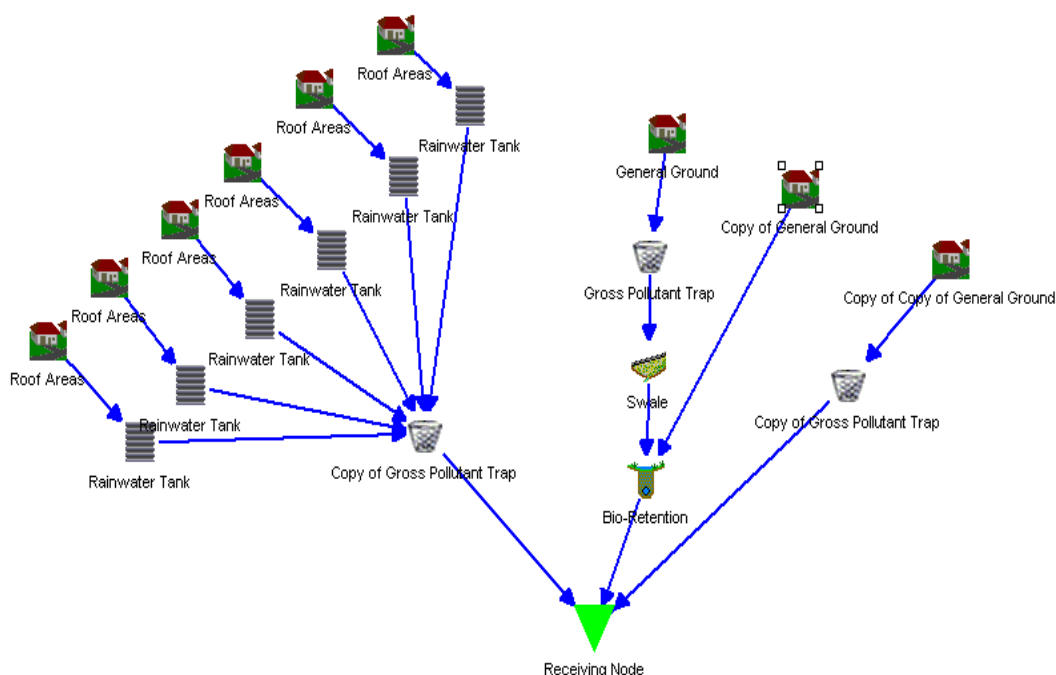 Roof Areas
Roof Areas
Rainwater Tank
General Ground
Roof Areas
Rainwater Tank
Copy of General Ground
Roof Areas
Rainwater Tank
Gross Pollutant Trap
Copy of Copy of General Ground
Roof Areas
Rainwater Tank
Roof Areas
Rainwater Tank
Swale
Copy of Gross Pollutant Trap
Rainwater Tank
Copy of Gross Pollutant Trap
Bio-Retention
Receiving Node